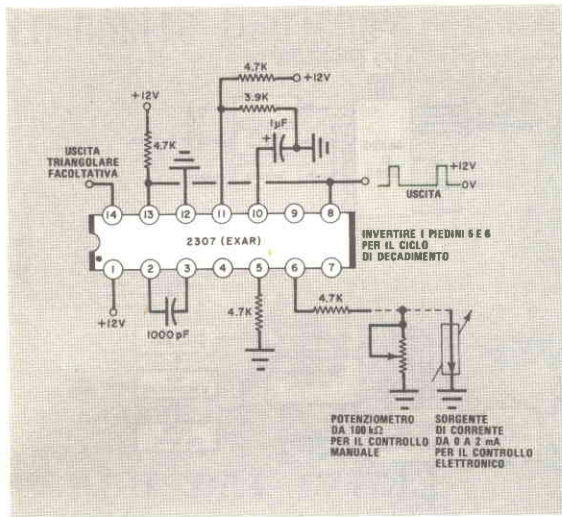 4.7K
+12V
+12V
3.9K
4.7K
1µF
+
USCITA
TRIANGOLARE
FACOLTATIVA
+12V
0V
USCITA
14
13
12
11
10
9
8
2307 (EXAR)
INVERTIRE I PIEDINI 5 E 6
PER IL CICLO
DI DECADIMENTO
1
2
3
4
5
6
7
+12V
1000 pF
4.7K
4.7K
POTENZIOMETRO
DA 100 kΩ
PER IL CONTROLLO
MANUALE
SORGENTE
DI CORRENTE
DA 0 A 2 mA
PER IL CONTROLLO
ELETTRONICO